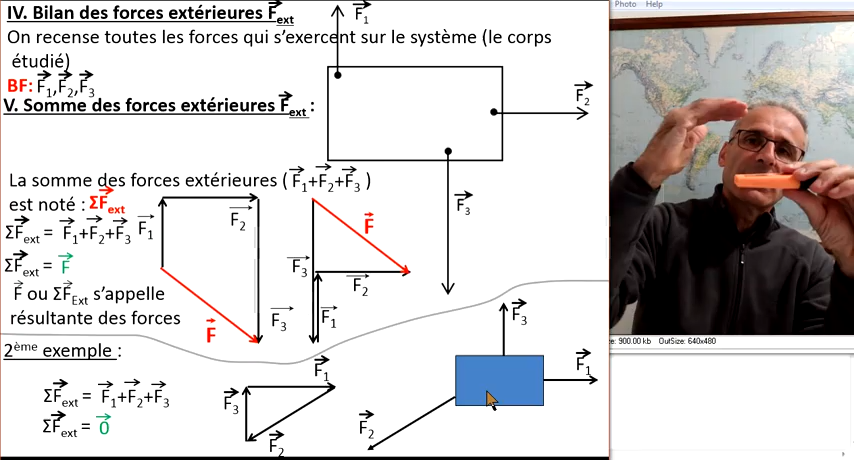 IV. Bilan des forces extérieures F⃗ext
F⃗1
Photo Help
On recense toutes les forces qui s'exercent sur le système (le corps
étudié)
BF: F⃗1,F⃗2,F⃗3
F⃗2
V. Somme des forces extérieures F⃗ext :
La somme des forces extérieures (F⃗1+F⃗2+F⃗3)
F⃗3
est noté : ΣF⃗ext
ΣF⃗ext = F⃗1+F⃗2+F⃗3
F⃗1
F⃗2
F⃗
ΣF⃗ext = F⃗
F⃗3
F⃗2
F⃗ ou ΣF⃗Ext s'appelle
résultante des forces
F⃗
F⃗3
F⃗1
F⃗3
2ème exemple :
e: 900.00 kb OutSize: 640x480
F⃗1
F⃗1
ΣF⃗ext = F⃗1+F⃗2+F⃗3
F⃗3
ΣF⃗ext = 0⃗
F⃗2
F⃗2